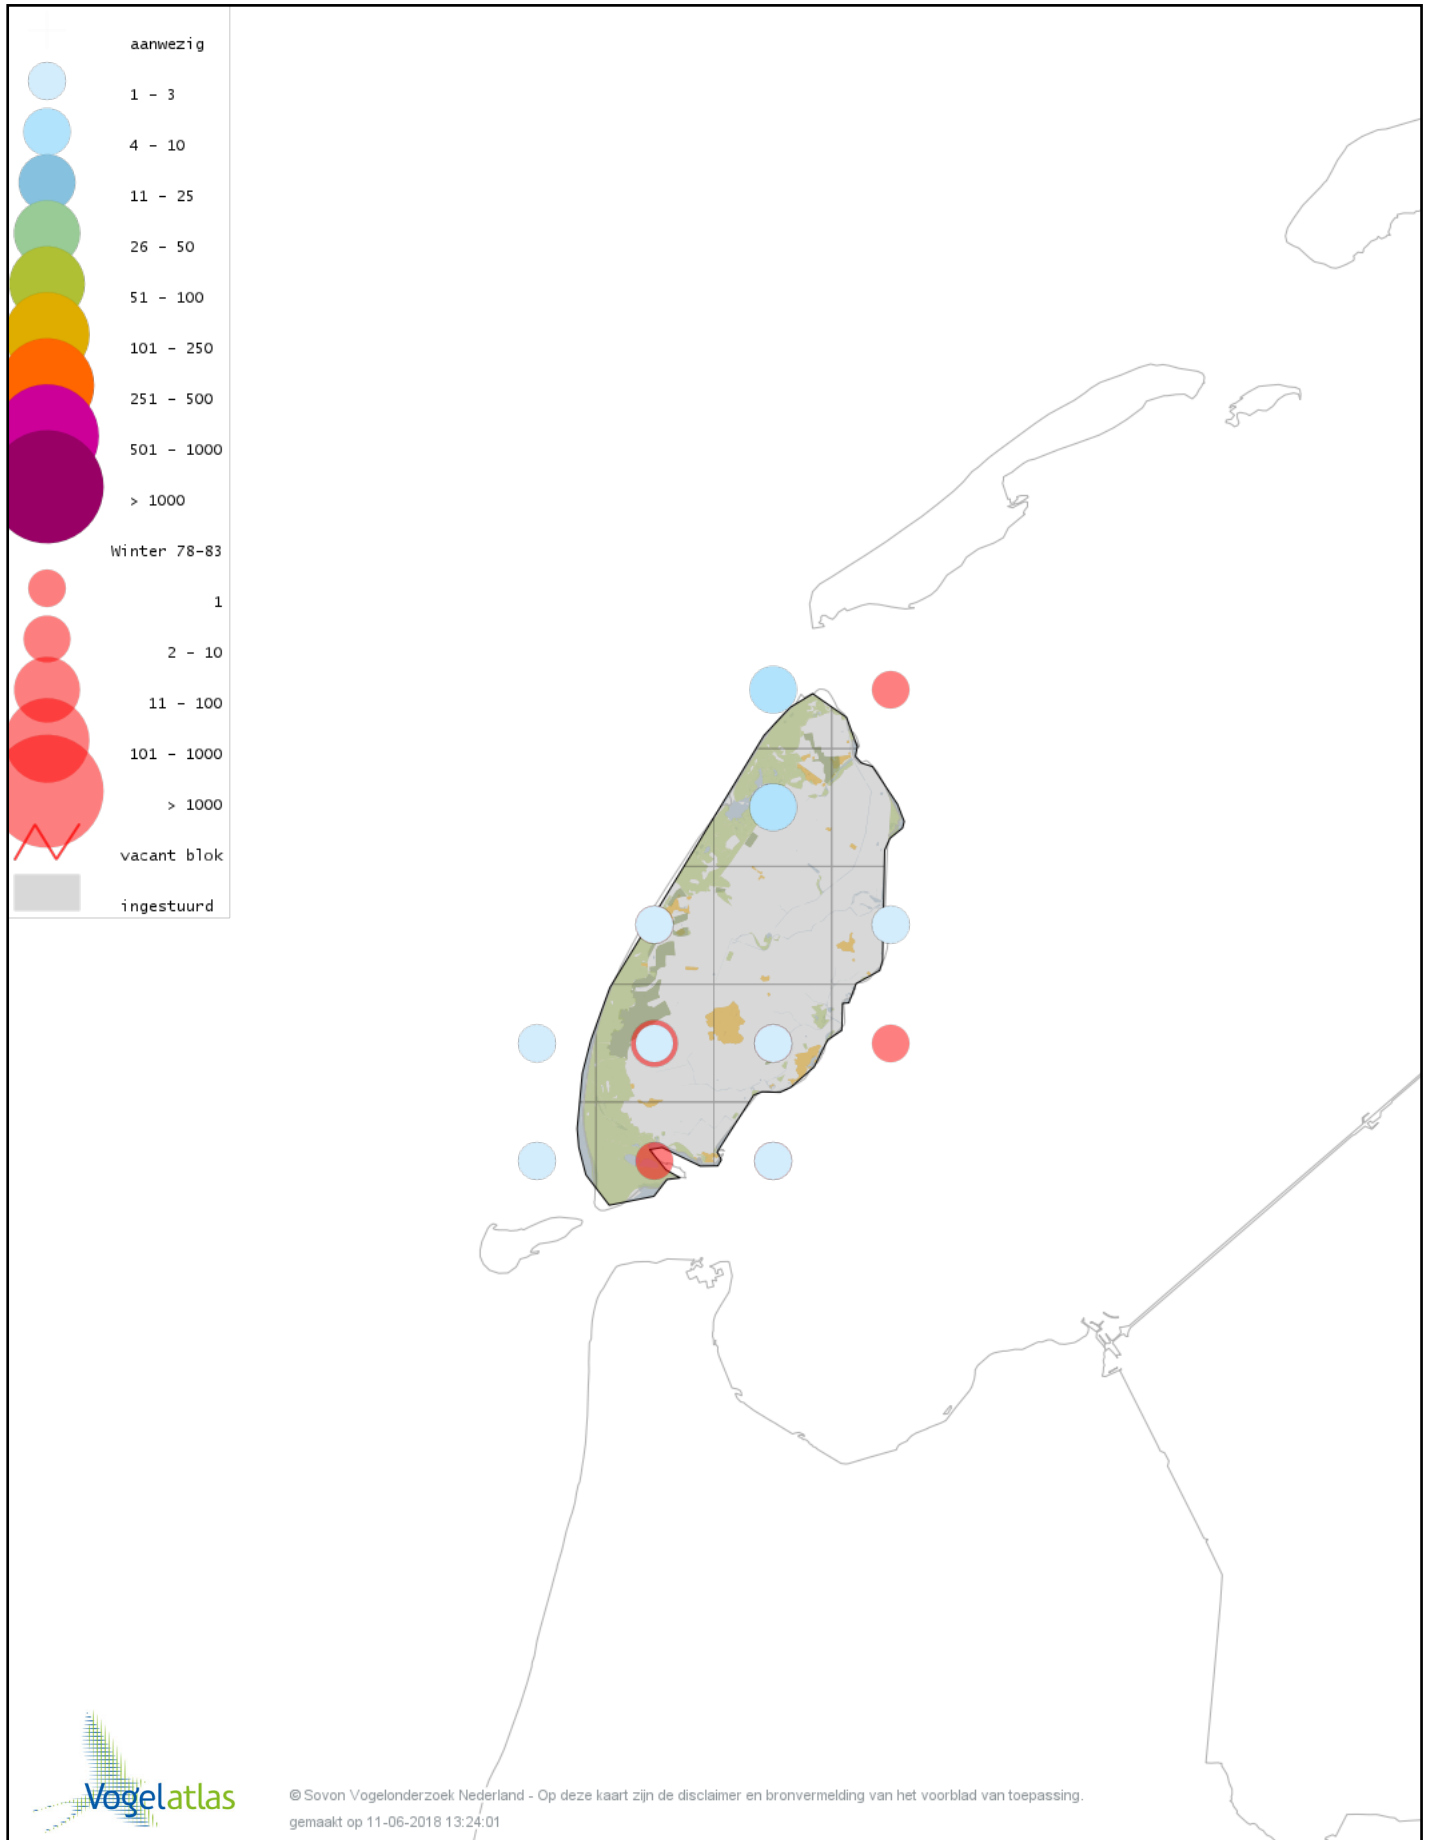 aanwezig
1 - 3
4 - 10
11 - 25
26 - 50
51 - 100
101 - 250
251 - 500
501 - 1000
> 1000
Winter 78-83
1
2 - 10
11 - 100
101 - 1000
> 1000
vacant blok
ingestuurd
Vogelatlas
© Sovon Vogelonderzoek Nederland - Op deze kaart zijn de disclaimer en bronvermelding van het voorblad van toepassing.
gemaakt op 11-06-2018 13:24:01